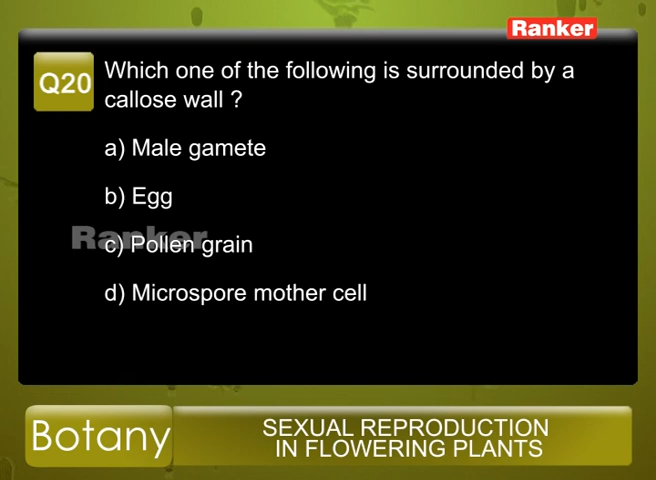 Ranker
Q20
Which one of the following is surrounded by a
callose wall ?
a) Male gamete
b) Egg
Ranker
c) Pollen grain
d) Microspore mother cell
Botany
SEXUAL REPRODUCTION
IN FLOWERING PLANTS